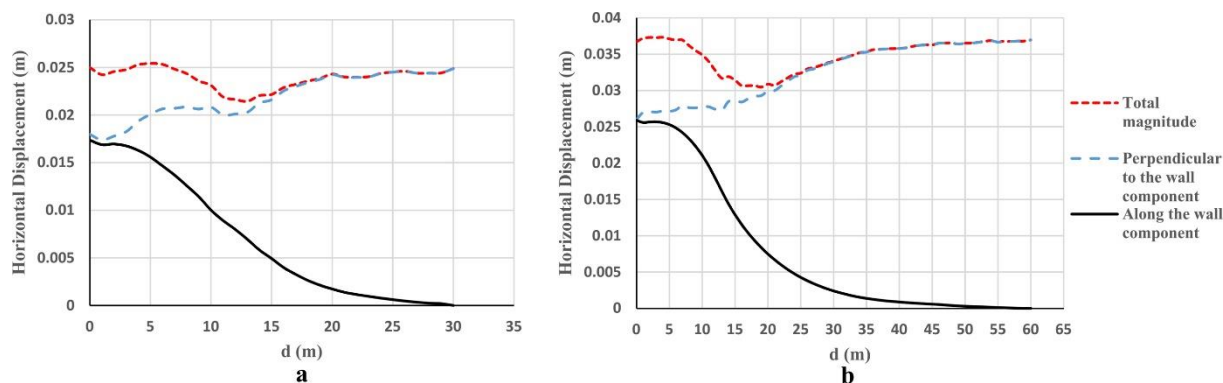 0.03
0.025
0.02
0.015
0.01
0.005
0
Horizontal Displacement (m)
0 5 10 15 20 25 30 35
d (m)
a
0.04
0.035
0.03
0.025
0.02
0.015
0.01
0.005
0
Horizontal Displacement (m)
0 5 10 15 20 25 30 35 40 45 50 55 60 65
d (m)
b
Total
magnitude
Perpendicular
to the wall
component
Along the wall
component